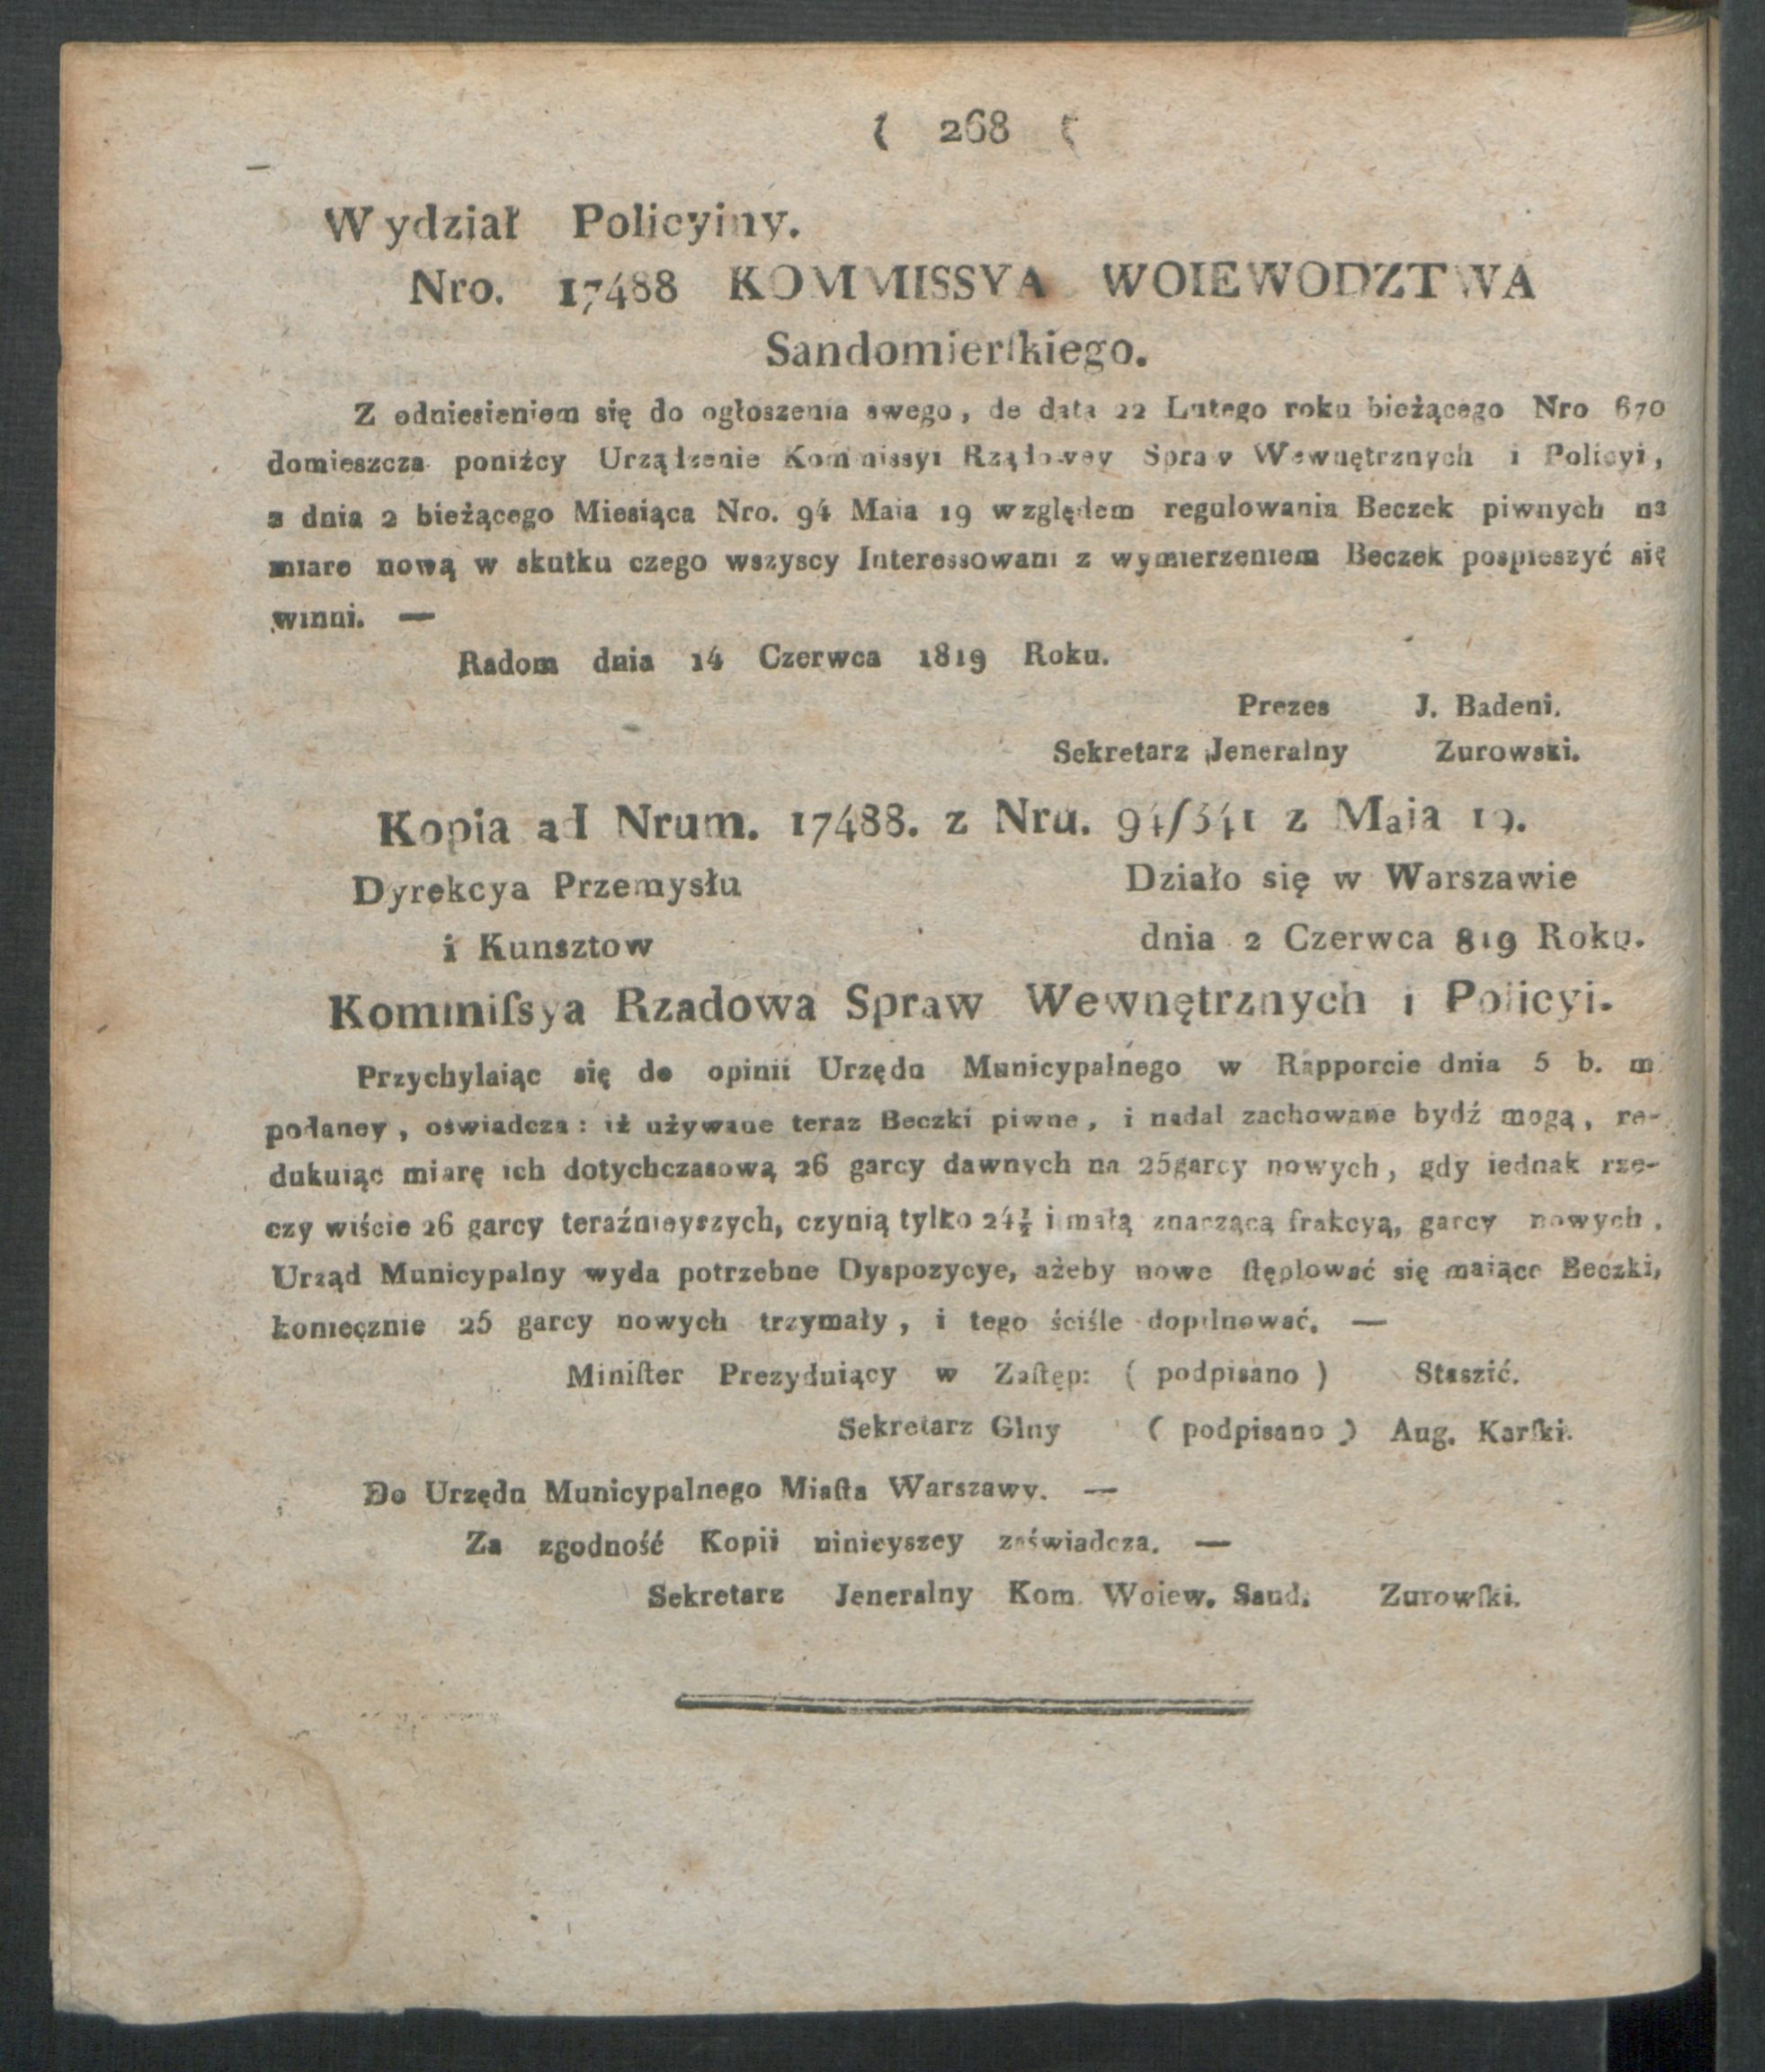 ( 268 (
Wydział Policyiny.
Nro. 17488 KOMMISSYA WOIEWODZTWA
Sandomierſkiego.
Z odniesieniem się do ogłoszenia swego, de data 22 Lutego roku bieżącego Nro 670
domieszcza poniźcy Urządzenie Kommissyi Rządowey Spraw Wewnętrznych i Policyi,
z dnia 2 bieżącego Miesiąca Nro. 94 Maia 19 względem regulowania Beczek piwnych na
miare nową w skutku czego wszyscy Interessowani z wymierzeniem Beczek pospieszyć się
winni. —
Radom dnia 14 Czerwca 1819 Roku.
Prezes J. Badeni.
Sekretarz Jeneralny Zurowski.
Kopia ad Nrum. 17488. z Nru. 94/341 z Maia 19.
Dyrekcya Przemysłu Działo się w Warszawie
i Kunsztow dnia 2 Czerwca 819 Roku.
Kommiſsya Rzadowa Spraw Wewnętrznych i Policyi.
Przychylaiąc się do opinii Urzędu Municypalnego w Rapporcie dnia 5 b. m
podaney, oswiadcza: iż używane teraz Beczki piwne, i nadal zachowane bydź mogą, re-
dukuiąc miarę ich dotychczasową 26 garcy dawnych na 25garcy nowych, gdy iednak rze-
czy wiście 26 garcy teraźnieyszych, czynią tylko 24½ i małą znaczącą frakcyą, garcy nowych,
Urząd Municypalny wyda potrzebne Dyspozycye, ażeby nowe ſtęplować się maiące Beczki,
koniecznie 25 garcy nowych trzymały, i tego ściśle dopilnować. —
Miniſter Prezyduiący w Zaſtęp: ( podpisano ) Staszić.
Sekretarz Glny ( podpisano ) Aug. Karſki.
Do Urzędu Municypalnego Miaſta Warszawy. —
Za zgodność Kopii ninieyszey zaświadcza. —
Sekretarz Jeneralny Kom. Woiew. Sand. Zurowſki.